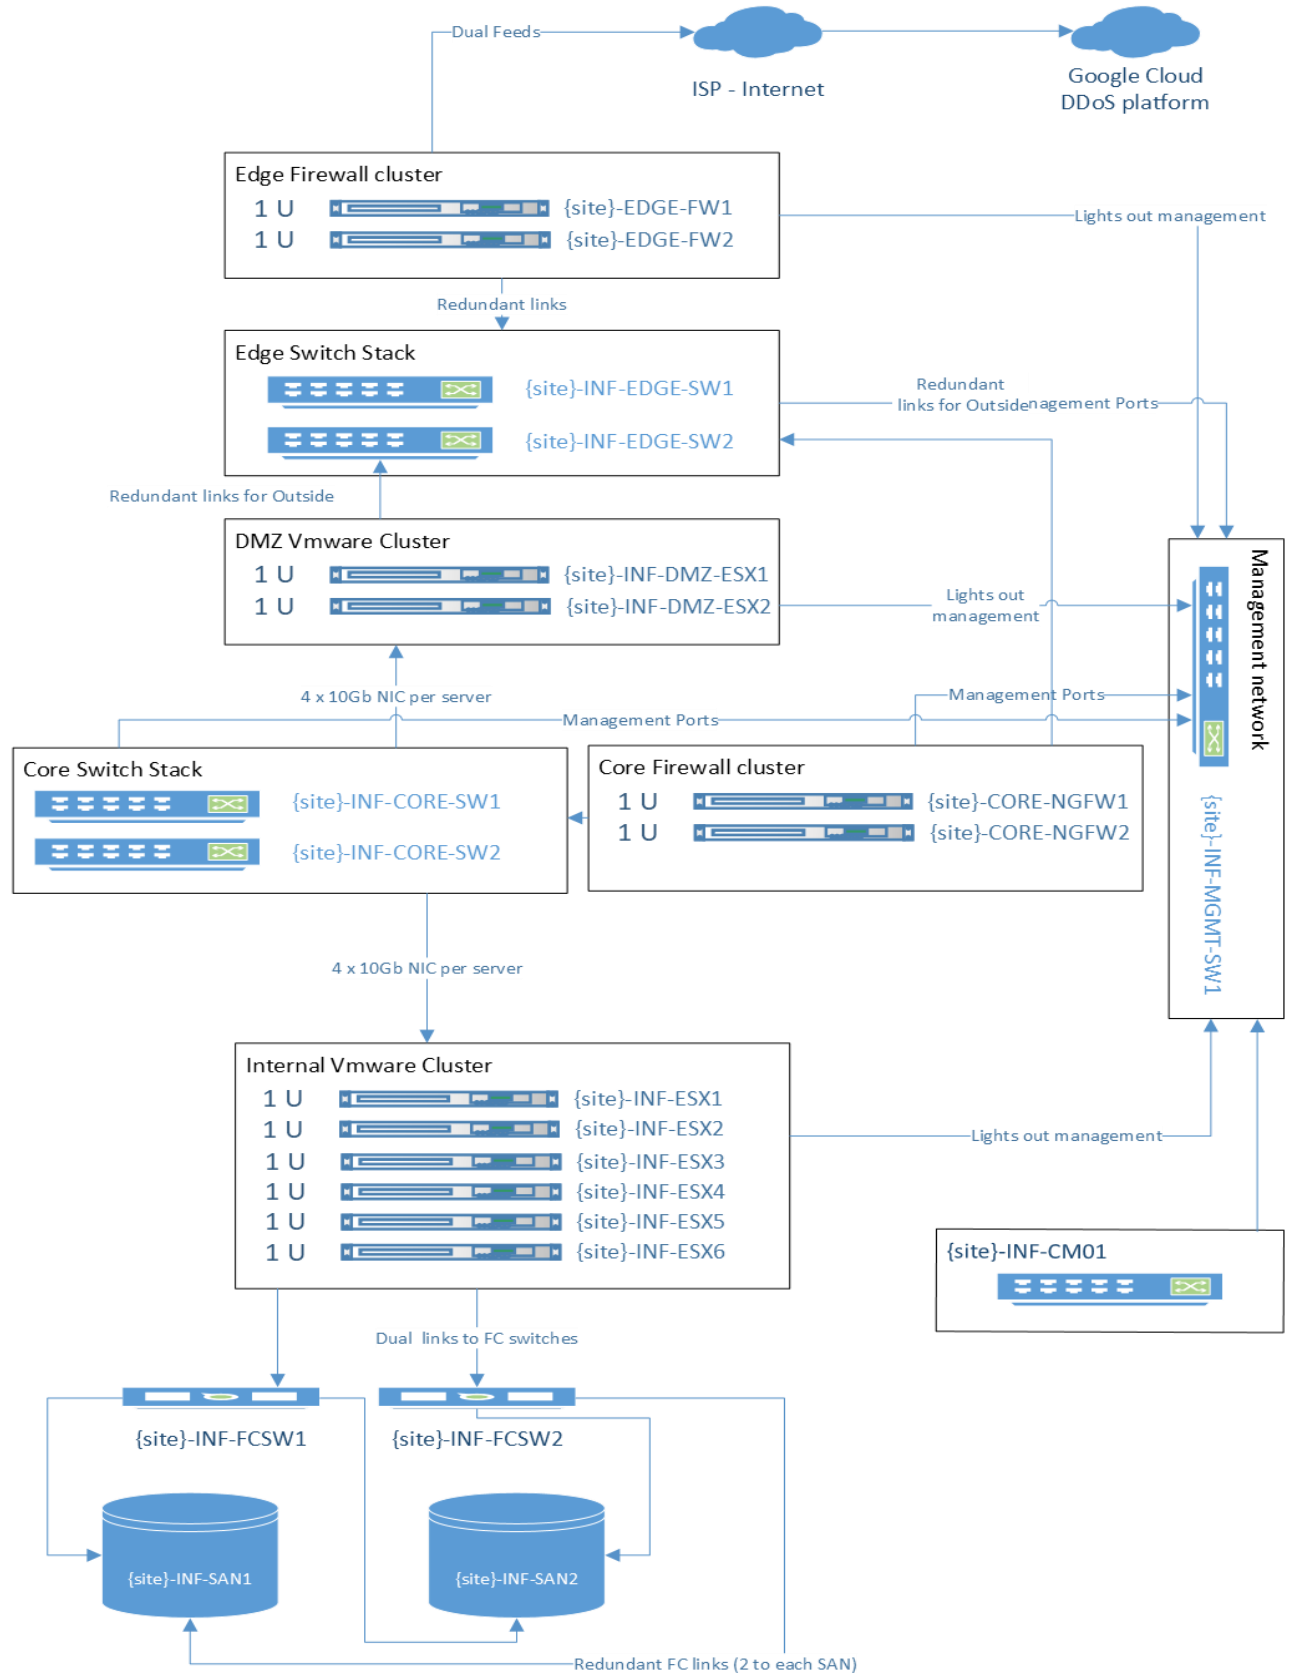 Dual Feeds
ISP - Internet
Google Cloud
DDoS platform
Edge Firewall cluster
1 U {site}-EDGE-FW1
1 U {site}-EDGE-FW2
Lights out management
Redundant links
Edge Switch Stack
{site}-INF-EDGE-SW1
{site}-INF-EDGE-SW2
Redundant
links for Outside
nagement Ports
Redundant links for Outside
DMZ Vmware Cluster
1 U {site}-INF-DMZ-ESX1
1 U {site}-INF-DMZ-ESX2
Lights out
management
Management network
{site}-INF-MGMT-SW1
4 x 10Gb NIC per server
Management Ports
Management Ports
Core Switch Stack
{site}-INF-CORE-SW1
{site}-INF-CORE-SW2
Core Firewall cluster
1 U {site}-CORE-NGFW1
1 U {site}-CORE-NGFW2
4 x 10Gb NIC per server
Internal Vmware Cluster
1 U {site}-INF-ESX1
1 U {site}-INF-ESX2
1 U {site}-INF-ESX3
1 U {site}-INF-ESX4
1 U {site}-INF-ESX5
1 U {site}-INF-ESX6
Lights out management
{site}-INF-CM01
Dual links to FC switches
{site}-INF-FCSW1
{site}-INF-FCSW2
{site}-INF-SAN1
{site}-INF-SAN2
Redundant FC links (2 to each SAN)